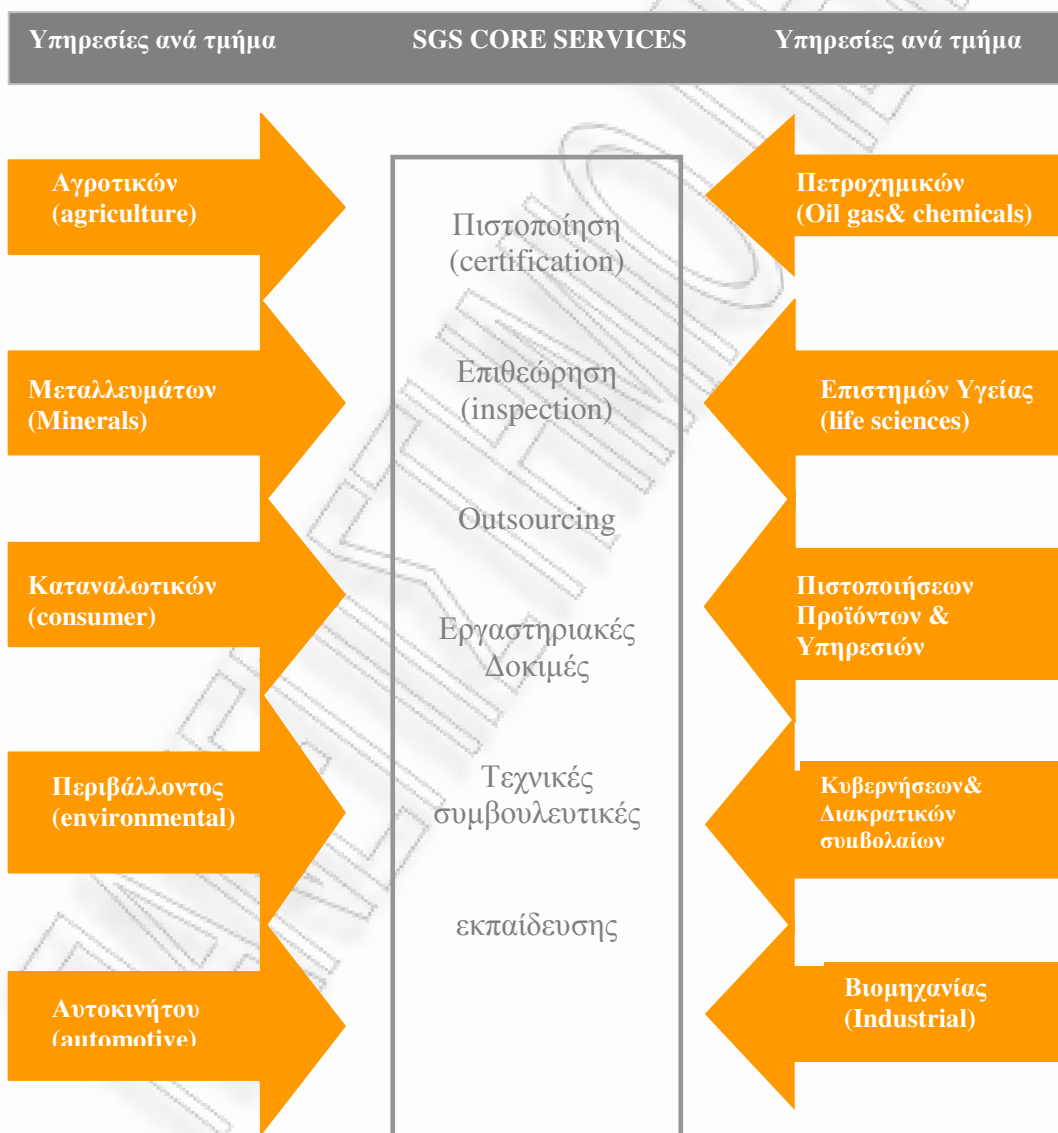 Υπηρεσίες ανά τμήμα
SGS CORE SERVICES
Υπηρεσίες ανά τμήμα
Αγροτικών
(agriculture)
Μεταλλευμάτων
(Minerals)
Καταναλωτικών
(consumer)
Περιβάλλοντος
(environmental)
Αυτοκινήτου
(automotive)
Πιστοποίηση
(certification)
Επιθεώρηση
(inspection)
Outsourcing
Εργαστηριακές
Δοκιμές
Τεχνικές
συμβουλευτικές
εκπαίδευσης
Πετροχημικών
(Oil gas& chemicals)
Επιστημών Υγείας
(life sciences)
Πιστοποιήσεων
Προϊόντων &
Υπηρεσιών
Κυβερνήσεων&
Διακρατικών
συμβολαίων
Βιομηχανίας
(Industrial)